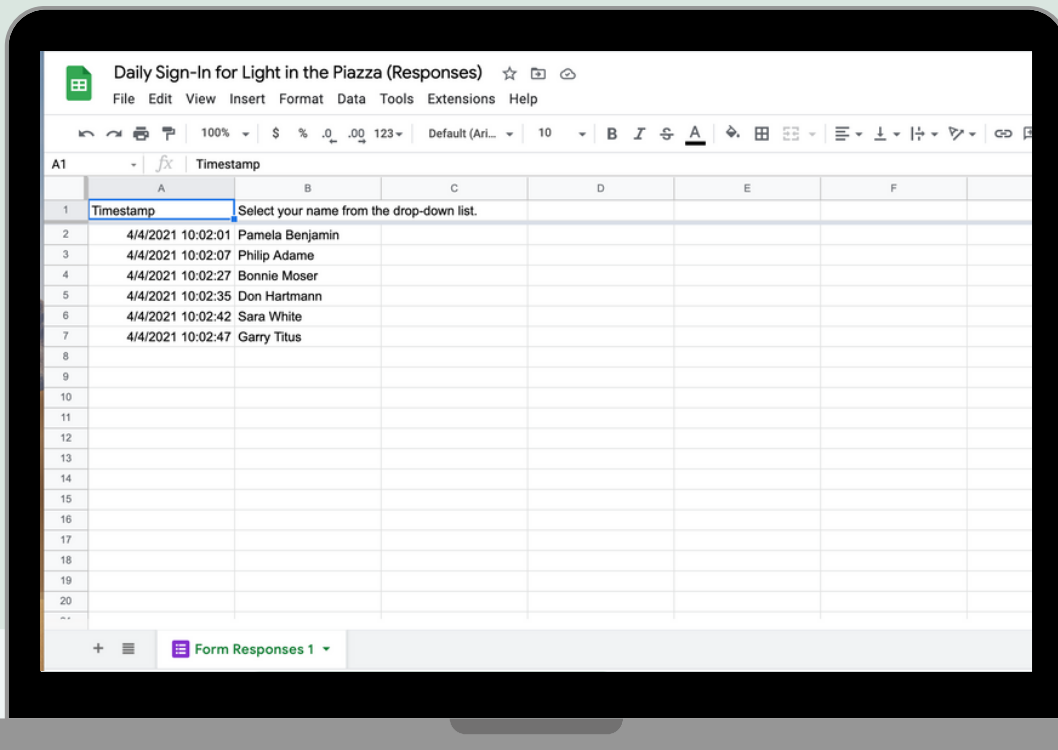 Daily Sign-In for Light in the Piazza (Responses)
File Edit View Insert Format Data Tools Extensions Help
100% $ % .0 .00 123 Default (Ari... 10 B I S A
A1 fx Timestamp
A B C D E F
1 Timestamp Select your name from the drop-down list.
2 4/4/2021 10:02:01 Pamela Benjamin
3 4/4/2021 10:02:07 Philip Adame
4 4/4/2021 10:02:27 Bonnie Moser
5 4/4/2021 10:02:35 Don Hartmann
6 4/4/2021 10:02:42 Sara White
7 4/4/2021 10:02:47 Garry Titus
8
9
10
11
12
13
14
15
16
17
18
19
20
+ Form Responses 1